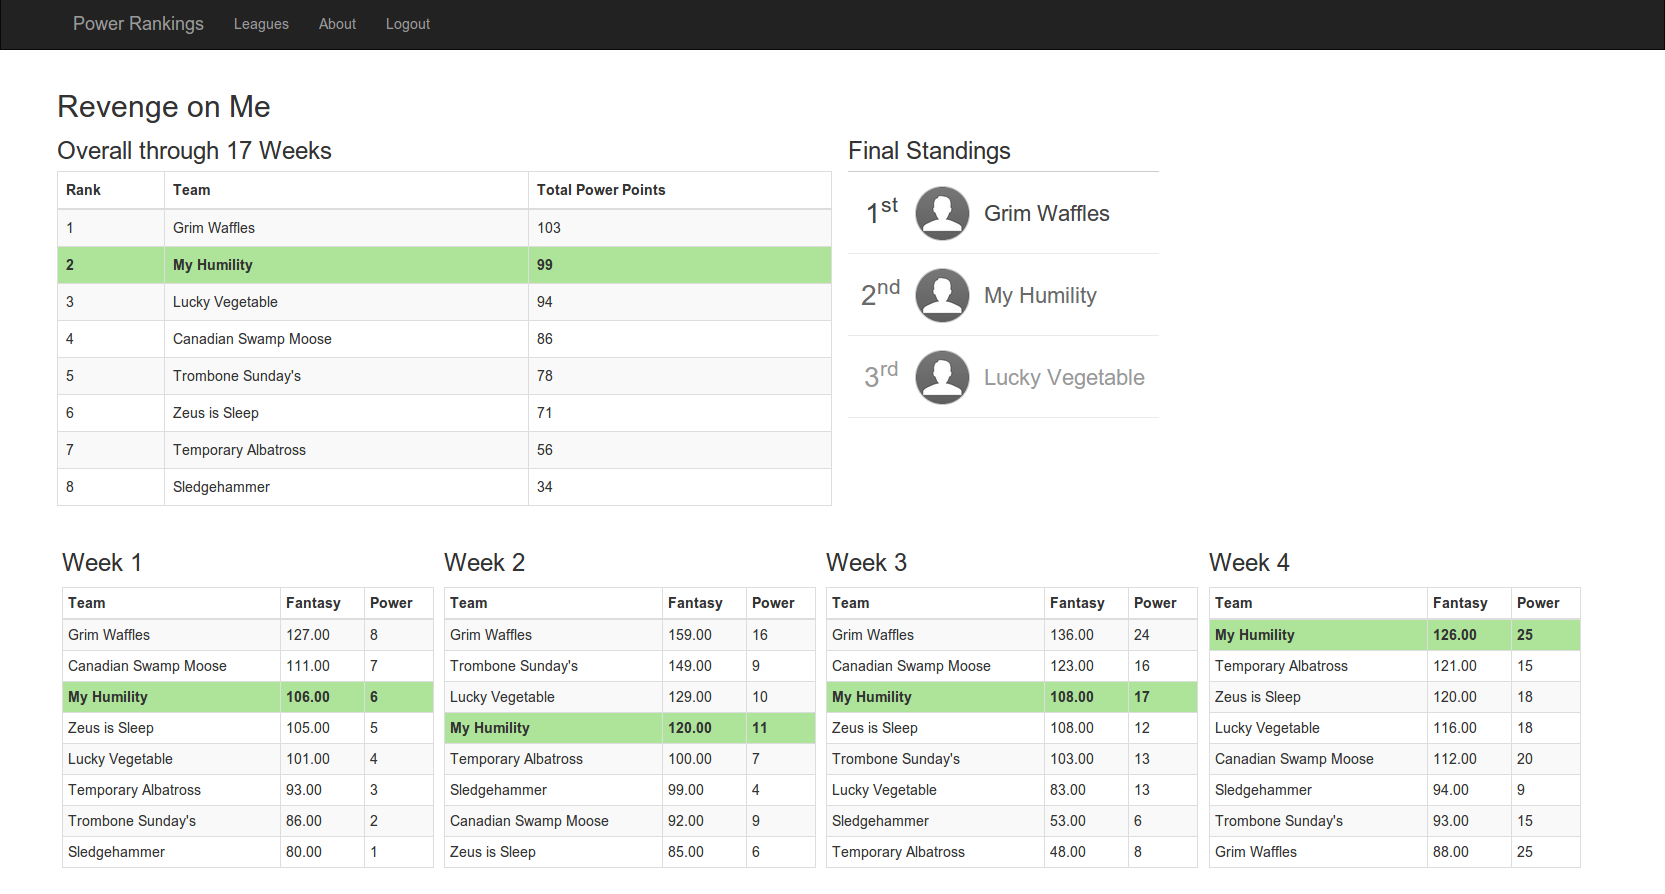 Power Rankings Leagues About Logout
Revenge on Me
Overall through 17 Weeks
Rank Team Total Power Points
1 Grim Waffles 103
2 My Humility 99
3 Lucky Vegetable 94
4 Canadian Swamp Moose 86
5 Trombone Sunday's 78
6 Zeus is Sleep 71
7 Temporary Albatross 56
8 Sledgehammer 34
Final Standings
1st Grim Waffles
2nd My Humility
3rd Lucky Vegetable
Week 1
Team Fantasy Power
Grim Waffles 127.00 8
Canadian Swamp Moose 111.00 7
My Humility 106.00 6
Zeus is Sleep 105.00 5
Lucky Vegetable 101.00 4
Temporary Albatross 93.00 3
Trombone Sunday's 86.00 2
Sledgehammer 80.00 1
Week 2
Team Fantasy Power
Grim Waffles 159.00 16
Trombone Sunday's 149.00 9
Lucky Vegetable 129.00 10
My Humility 120.00 11
Temporary Albatross 100.00 7
Sledgehammer 99.00 4
Canadian Swamp Moose 92.00 9
Zeus is Sleep 85.00 6
Week 3
Team Fantasy Power
Grim Waffles 136.00 24
Canadian Swamp Moose 123.00 16
My Humility 108.00 17
Zeus is Sleep 108.00 12
Trombone Sunday's 103.00 13
Lucky Vegetable 83.00 13
Sledgehammer 53.00 6
Temporary Albatross 48.00 8
Week 4
Team Fantasy Power
My Humility 126.00 25
Temporary Albatross 121.00 15
Zeus is Sleep 120.00 18
Lucky Vegetable 116.00 18
Canadian Swamp Moose 112.00 20
Sledgehammer 94.00 9
Trombone Sunday's 93.00 15
Grim Waffles 88.00 25